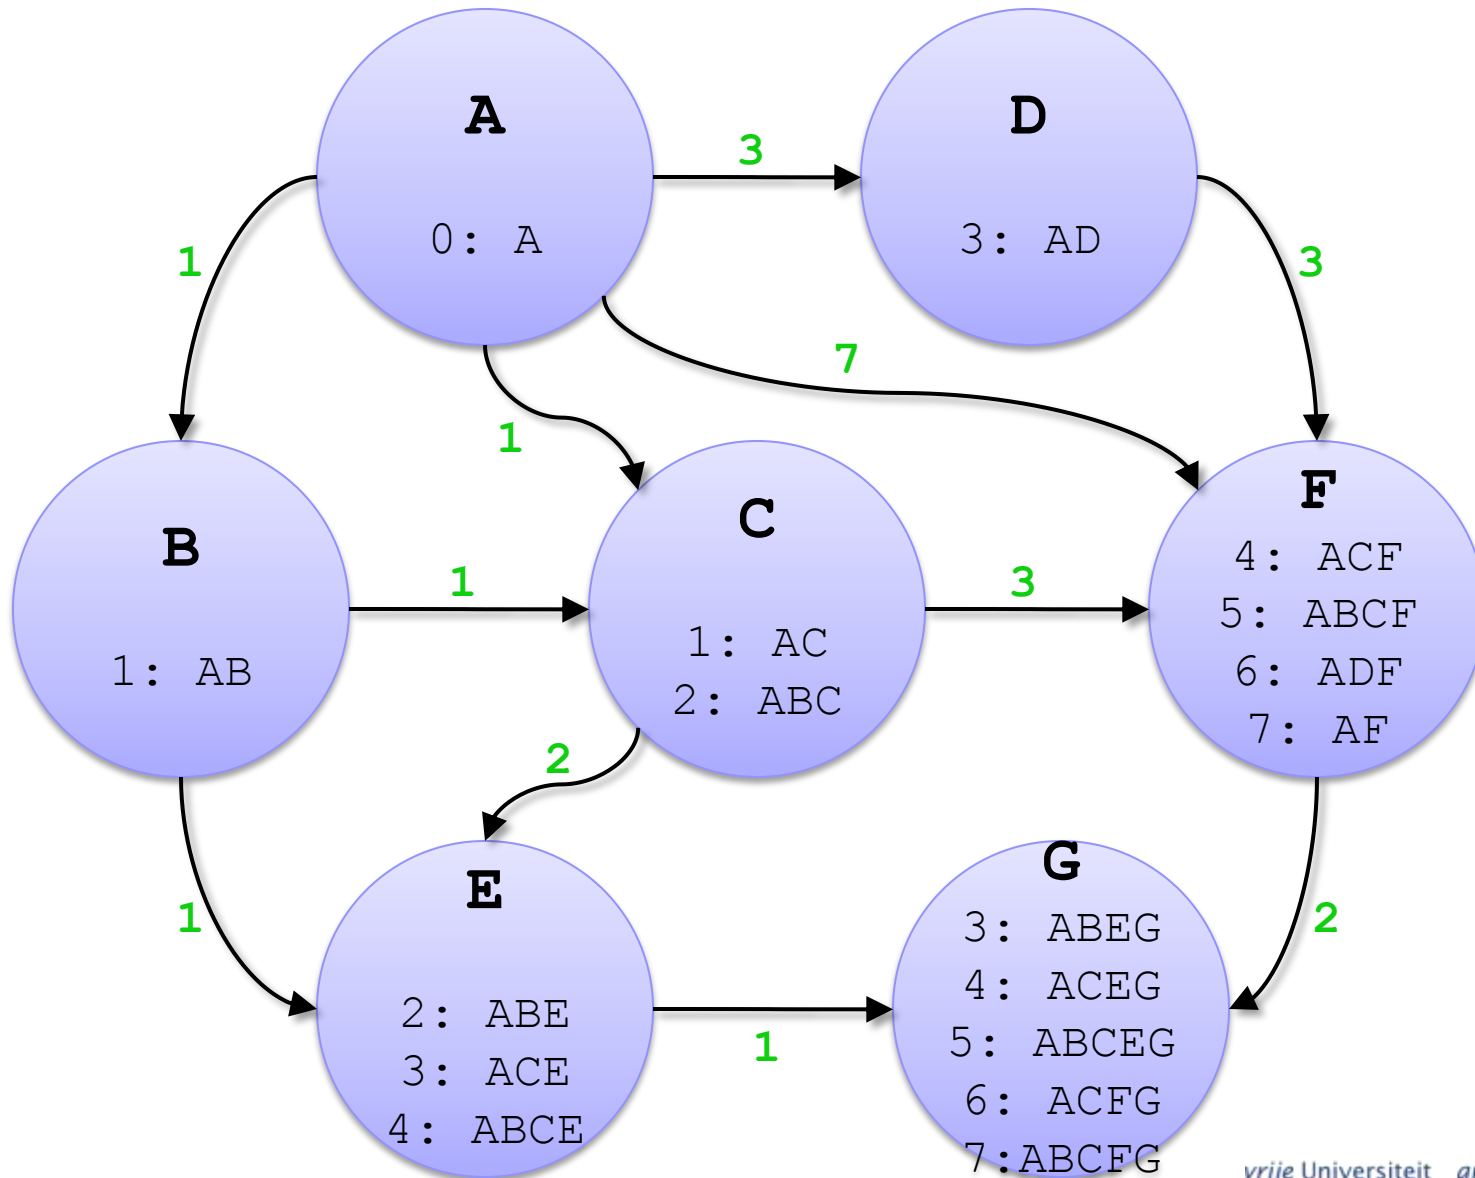 A
0: A
3
D
3: AD
1
3
7
1
B
1: AB
1
C
1: AC
2: ABC
3
F
4: ACF
5: ABCF
6: ADF
7: AF
2
1
E
2: ABE
3: ACE
4: ABCE
1
G
3: ABEG
4: ACEG
5: ABCEG
6: ACFG
7:ABCFG
2
vrije Universiteit